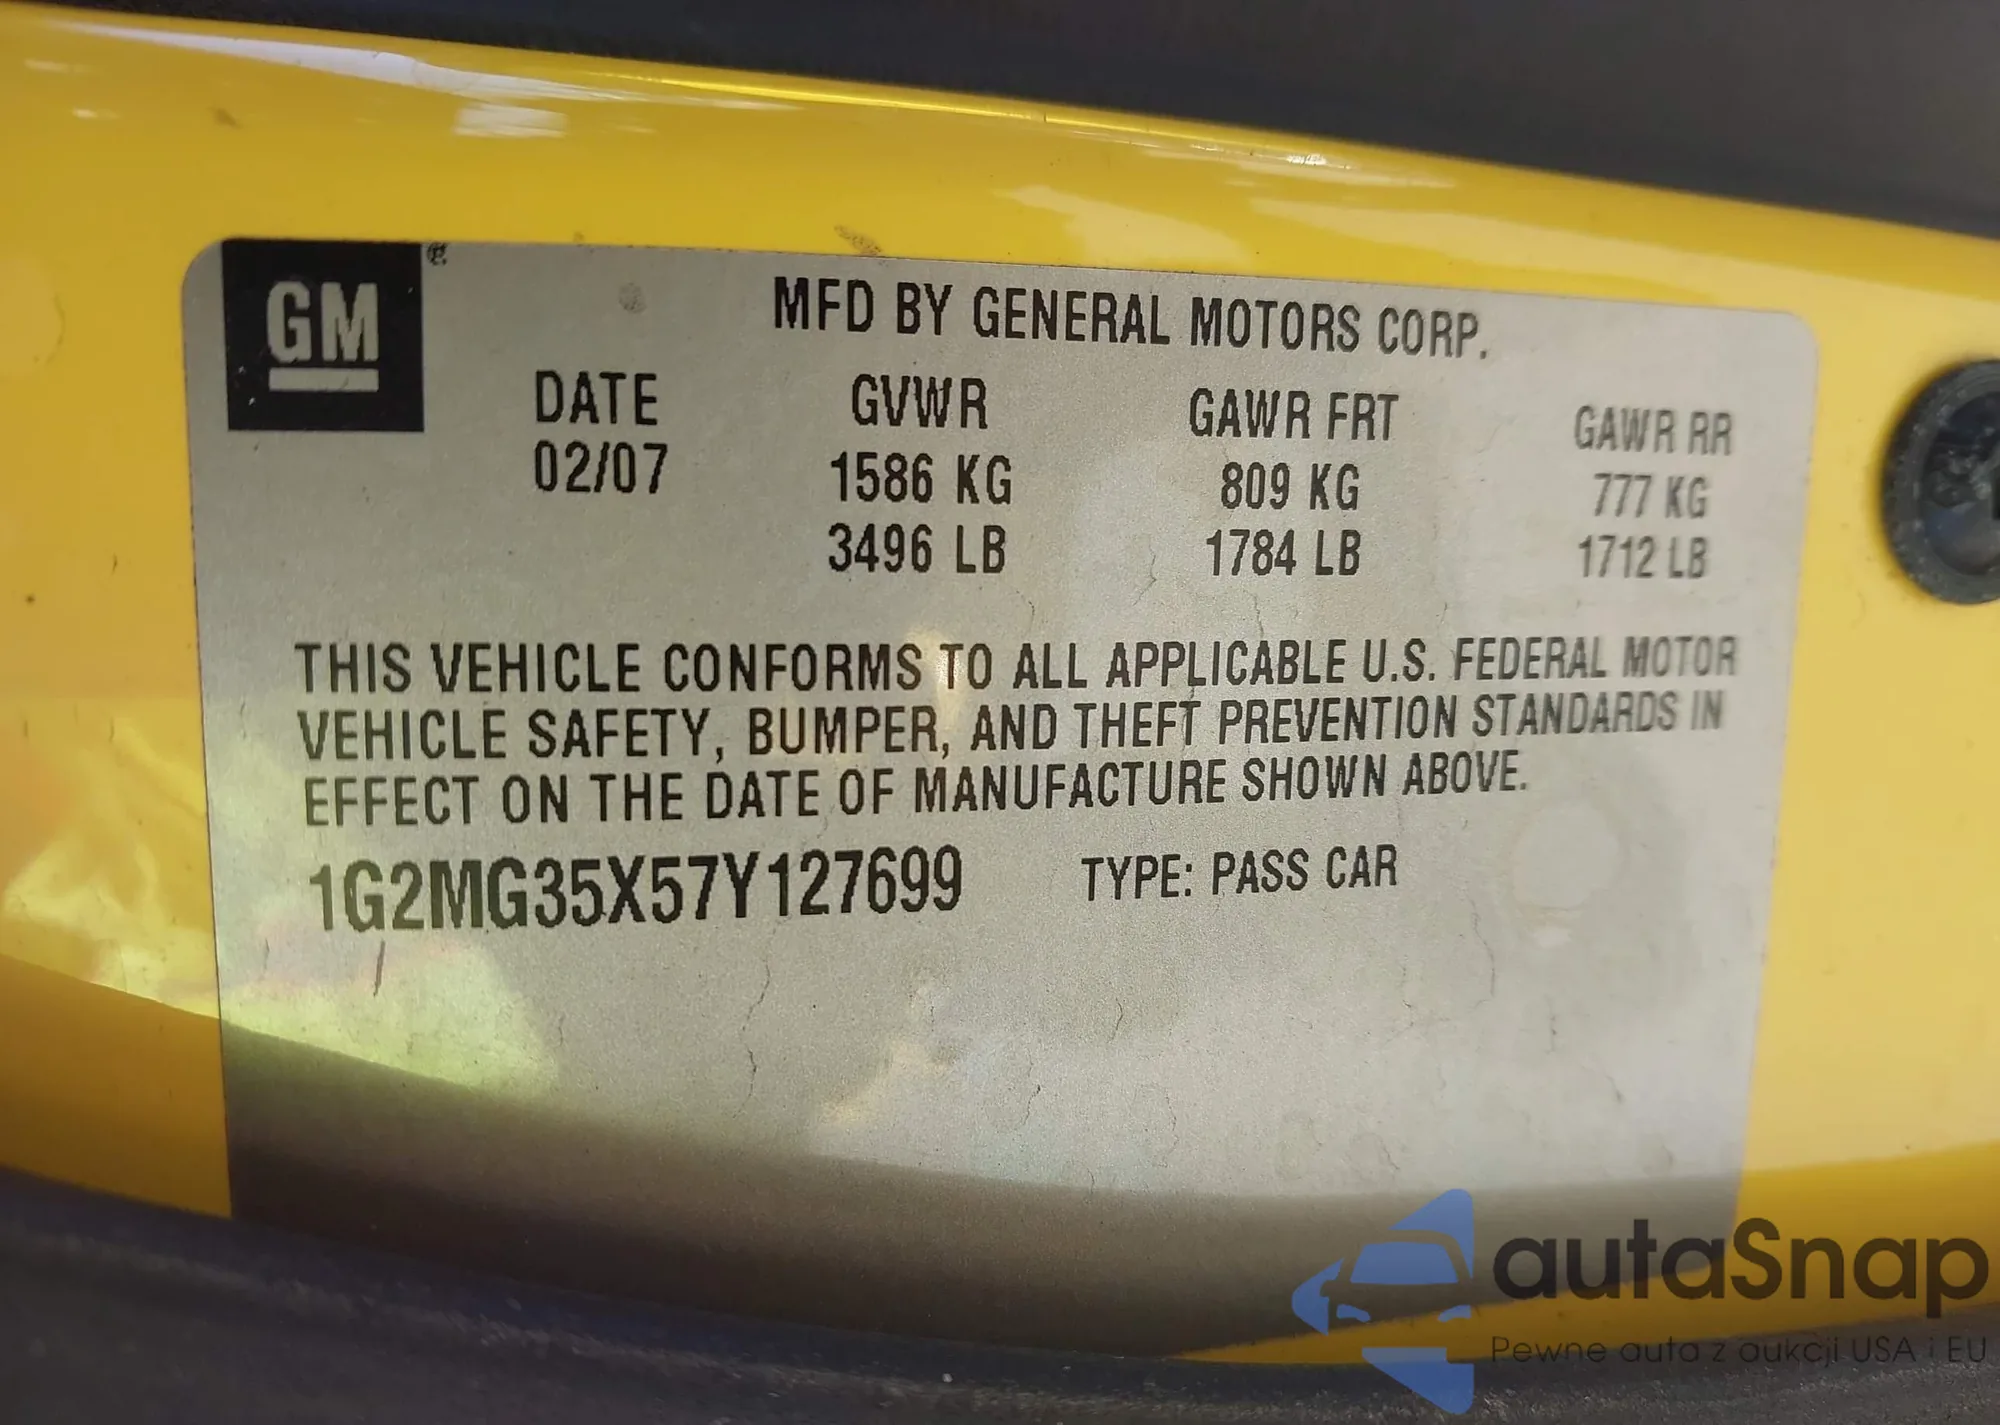 GM
MFD BY GENERAL MOTORS CORP.
DATE GVWR GAWR FRT GAWR RR
02/07 1586 KG 809 KG 777 KG
3496 LB 1784 LB 1712 LB
THIS VEHICLE CONFORMS TO ALL APPLICABLE U.S. FEDERAL MOTOR
VEHICLE SAFETY, BUMPER, AND THEFT PREVENTION STANDARDS IN
EFFECT ON THE DATE OF MANUFACTURE SHOWN ABOVE.
1G2MG35X57Y127699 TYPE: PASS CAR
autaSnap
Pewne auta z aukcji USA i EU